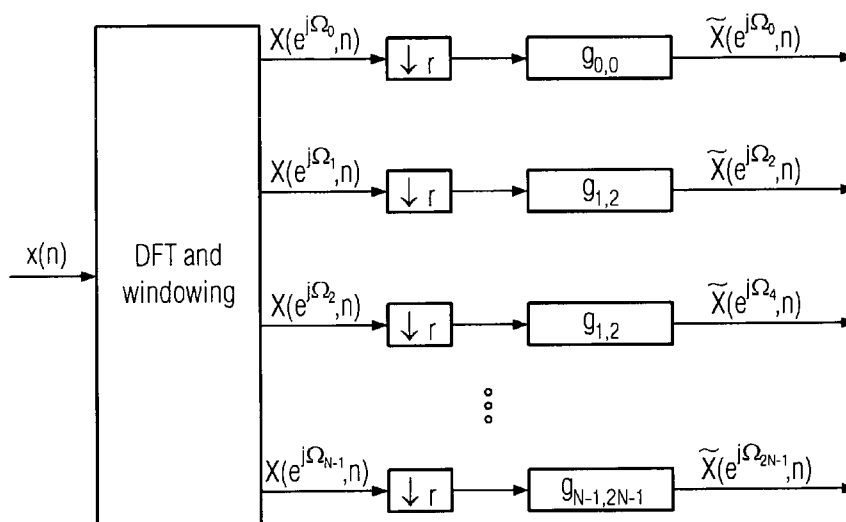 X(e^{jΩ_0},n) ↓ r g_{0,0} X̃(e^{jΩ_0},n)
X(e^{jΩ_1},n) ↓ r g_{1,2} X̃(e^{jΩ_2},n)
x(n)
DFT and
windowing
X(e^{jΩ_2},n) ↓ r g_{1,2} X̃(e^{jΩ_4},n)
X(e^{jΩ_{N-1}},n) ↓ r g_{N-1,2N-1} X̃(e^{jΩ_{2N-1}},n)